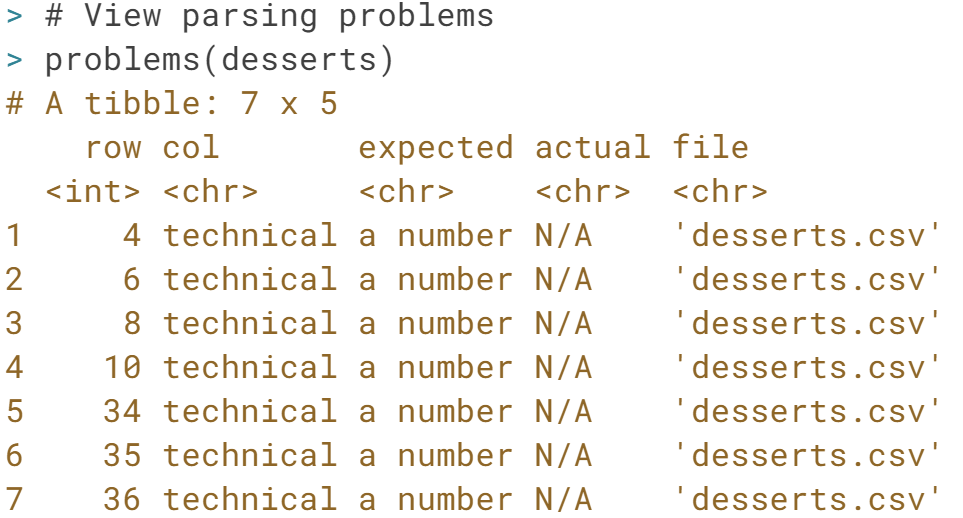 > # View parsing problems
> problems(desserts)
# A tibble: 7 x 5
    row col       expected actual file
  <int> <chr>     <chr>    <chr>  <chr>
1     4 technical a number N/A    'desserts.csv'
2     6 technical a number N/A    'desserts.csv'
3     8 technical a number N/A    'desserts.csv'
4    10 technical a number N/A    'desserts.csv'
5    34 technical a number N/A    'desserts.csv'
6    35 technical a number N/A    'desserts.csv'
7    36 technical a number N/A    'desserts.csv'